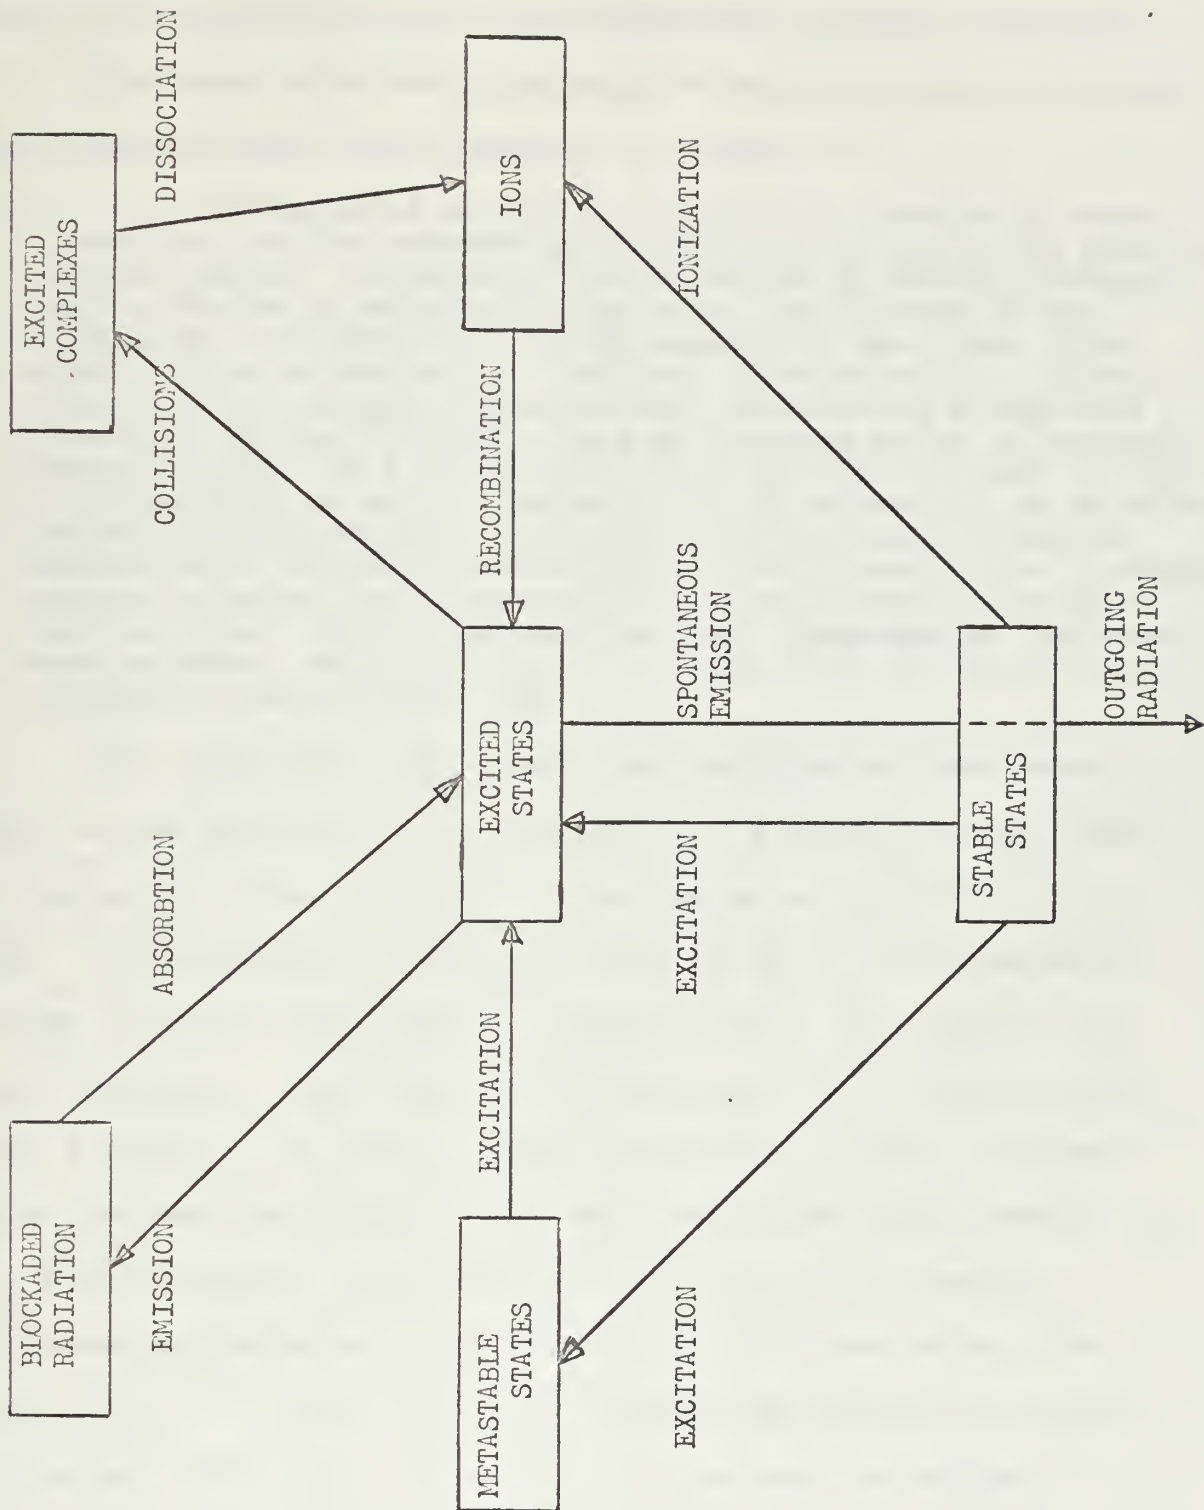 BLOCKADED
RADIATION
EXCITED
COMPLEXES
EMISSION
ABSORBTION
COLLISIONS
DISSOCIATION
METASTABLE
STATES
EXCITATION
EXCITED
STATES
RECOMBINATION
IONS
EXCITATION
EXCITATION
SPONTANEOUS
EMISSION
IONIZATION
STABLE
STATES
OUTGOING
RADIATION